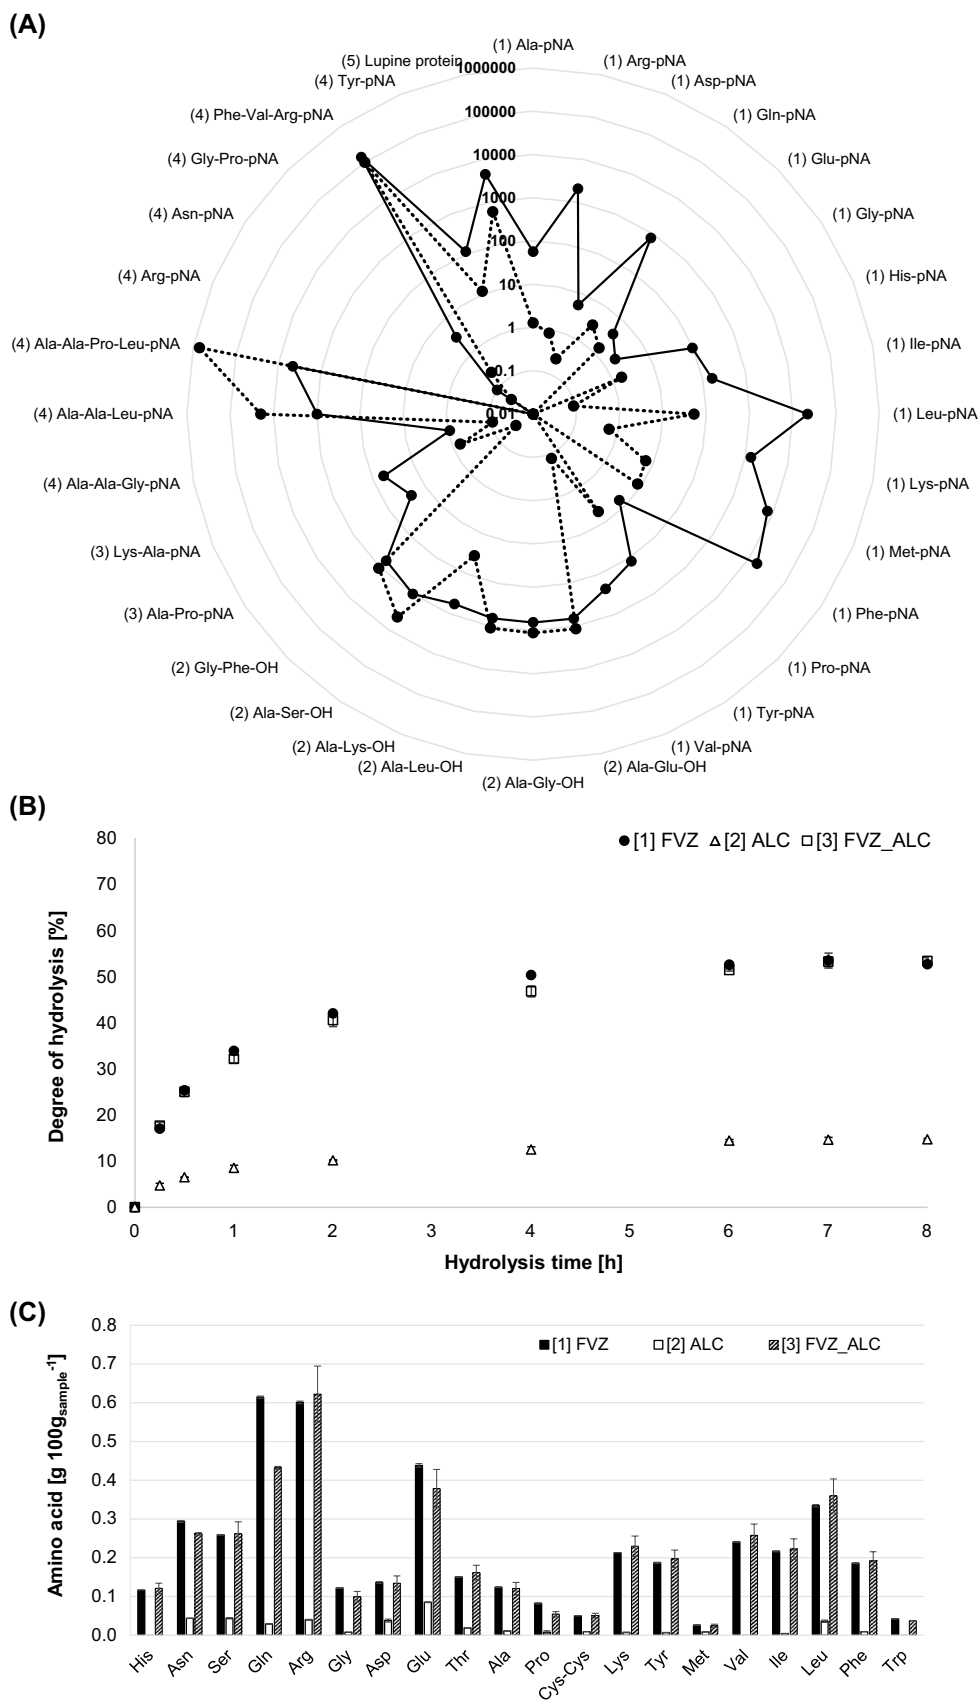 (A)
(1) Ala-pNA
(5) Lupine protein
(1) Arg-pNA
1000000
(4) Tyr-pNA
(1) Asp-pNA
(4) Phe-Val-Arg-pNA
100000
(1) Gln-pNA
(4) Gly-Pro-pNA
10000
(1) Glu-pNA
1000
(4) Asn-pNA
(1) Gly-pNA
100
(4) Arg-pNA
10
(1) His-pNA
1
(4) Ala-Ala-Pro-Leu-pNA
(1) Ile-pNA
0.1
(4) Ala-Ala-Leu-pNA
0.01
(1) Leu-pNA
(4) Ala-Ala-Gly-pNA
(1) Lys-pNA
(3) Lys-Ala-pNA
(1) Met-pNA
(3) Ala-Pro-pNA
(1) Phe-pNA
(2) Gly-Phe-OH
(1) Pro-pNA
(2) Ala-Ser-OH
(1) Tyr-pNA
(2) Ala-Lys-OH
(1) Val-pNA
(2) Ala-Leu-OH
(2) Ala-Glu-OH
(2) Ala-Gly-OH
(B)
[1] FVZ [2] ALC [3] FVZ_ALC
Degree of hydrolysis [%]
80
70
60
50
40
30
20
10
0
0 1 2 3 4 5 6 7 8
Hydrolysis time [h]
(C)
[1] FVZ [2] ALC [3] FVZ_ALC
Amino acid [g 100g sample -1]
0.8
0.7
0.6
0.5
0.4
0.3
0.2
0.1
0.0
His Asn Ser Gln Arg Gly Asp Glu Thr Ala Pro Cys-Cys Lys Tyr Met Val Ile Leu Phe Trp